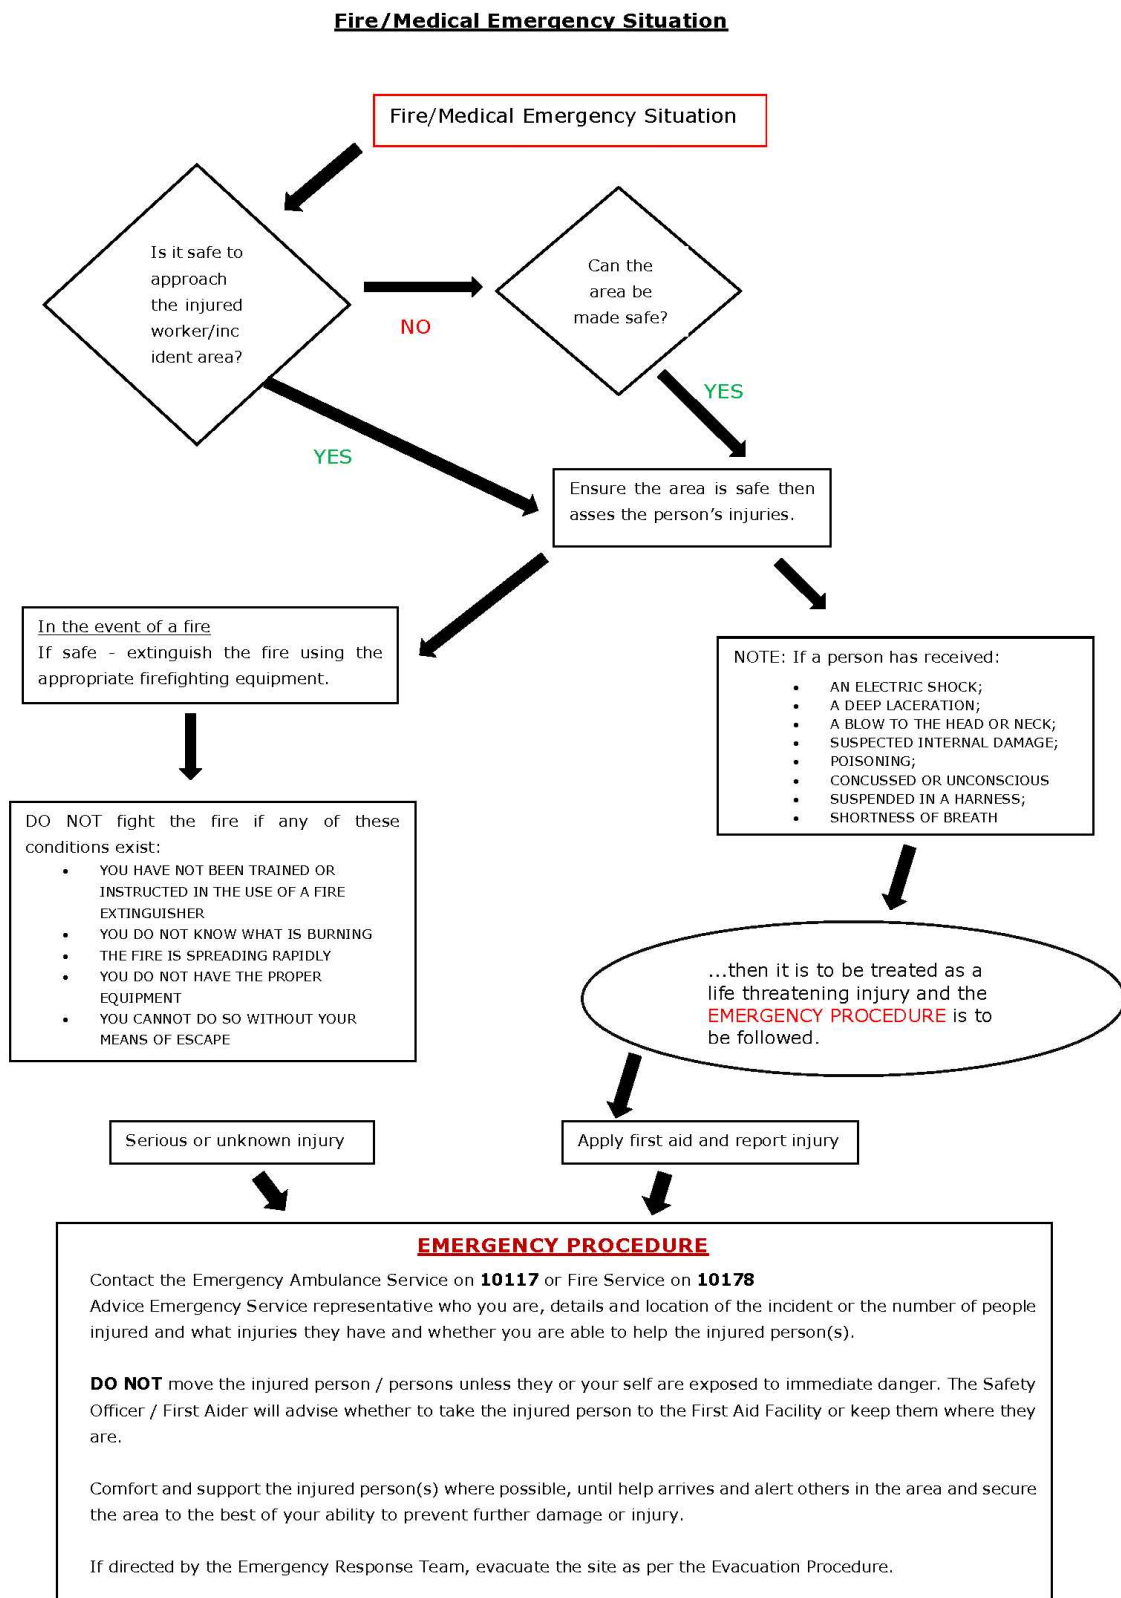 Fire/Medical Emergency Situation
Fire/Medical Emergency Situation
Is it safe to
approach
the injured
worker/inc
ident area?
NO
Can the
area be
made safe?
YES
YES
Ensure the area is safe then
asses the person's injuries.
In the event of a fire
If safe - extinguish the fire using the
appropriate firefighting equipment.
NOTE: If a person has received:
• AN ELECTRIC SHOCK;
• A DEEP LACERATION;
• A BLOW TO THE HEAD OR NECK;
• SUSPECTED INTERNAL DAMAGE;
• POISONING;
• CONCUSSED OR UNCONSCIOUS
• SUSPENDED IN A HARNESS;
• SHORTNESS OF BREATH
DO NOT fight the fire if any of these
conditions exist:
• YOU HAVE NOT BEEN TRAINED OR
INSTRUCTED IN THE USE OF A FIRE
EXTINGUISHER
• YOU DO NOT KNOW WHAT IS BURNING
• THE FIRE IS SPREADING RAPIDLY
• YOU DO NOT HAVE THE PROPER
EQUIPMENT
• YOU CANNOT DO SO WITHOUT YOUR
MEANS OF ESCAPE
...then it is to be treated as a
life threatening injury and the
EMERGENCY PROCEDURE is to
be followed.
Serious or unknown injury
Apply first aid and report injury
EMERGENCY PROCEDURE
Contact the Emergency Ambulance Service on 10117 or Fire Service on 10178
Advice Emergency Service representative who you are, details and location of the incident or the number of people
injured and what injuries they have and whether you are able to help the injured person(s).
DO NOT move the injured person / persons unless they or your self are exposed to immediate danger. The Safety
Officer / First Aider will advise whether to take the injured person to the First Aid Facility or keep them where they
are.
Comfort and support the injured person(s) where possible, until help arrives and alert others in the area and secure
the area to the best of your ability to prevent further damage or injury.
If directed by the Emergency Response Team, evacuate the site as per the Evacuation Procedure.